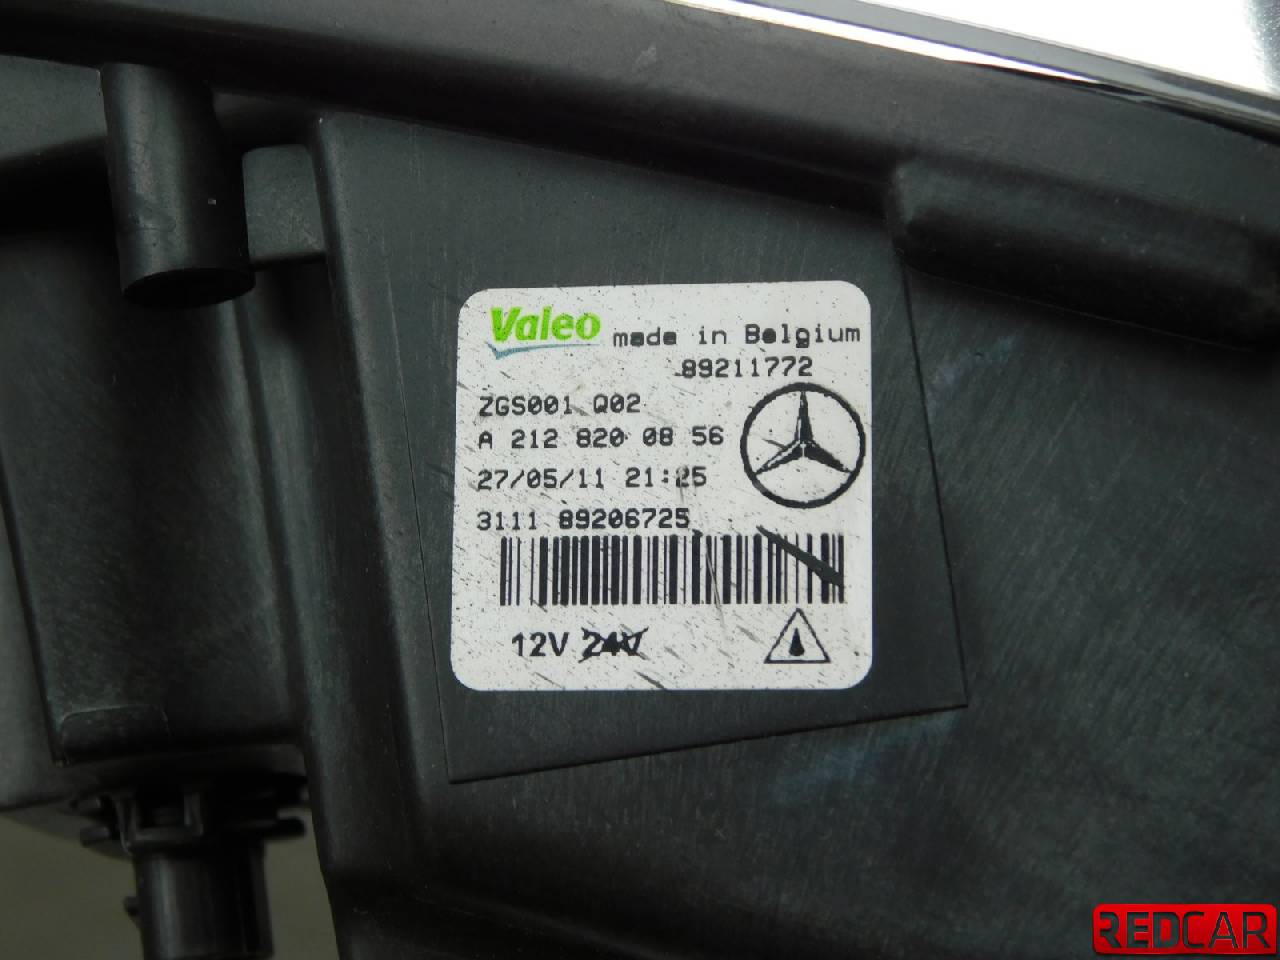 Valeo made in Belgium
89211772
ZGS001 Q02
A 212 820 08 56
27/05/11 21:25
3111 89206725
12V 24V
REDCAR